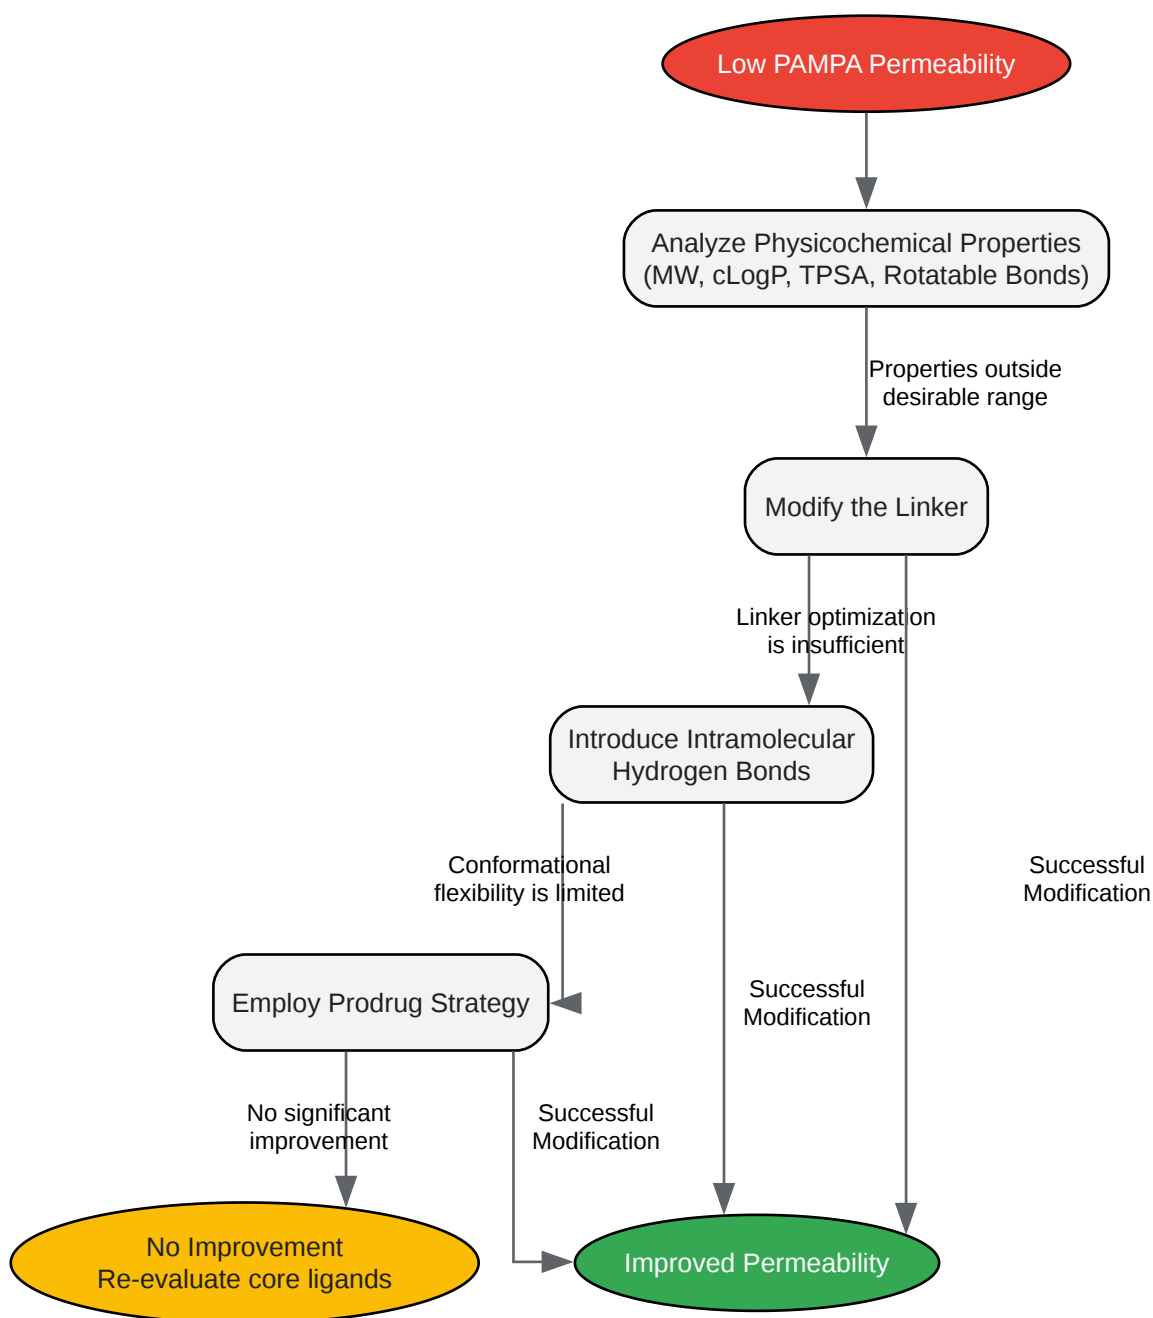 Low PAMPA Permeability
Analyze Physicochemical Properties
(MW, cLogP, TPSA, Rotatable Bonds)
Properties outside
desirable range
Modify the Linker
Linker optimization
is insufficient
Introduce Intramolecular
Hydrogen Bonds
Conformational
flexibility is limited
Successful
Modification
Employ Prodrug Strategy
Successful
Modification
No significant
improvement
Successful
Modification
No Improvement
Re-evaluate core ligands
Improved Permeability